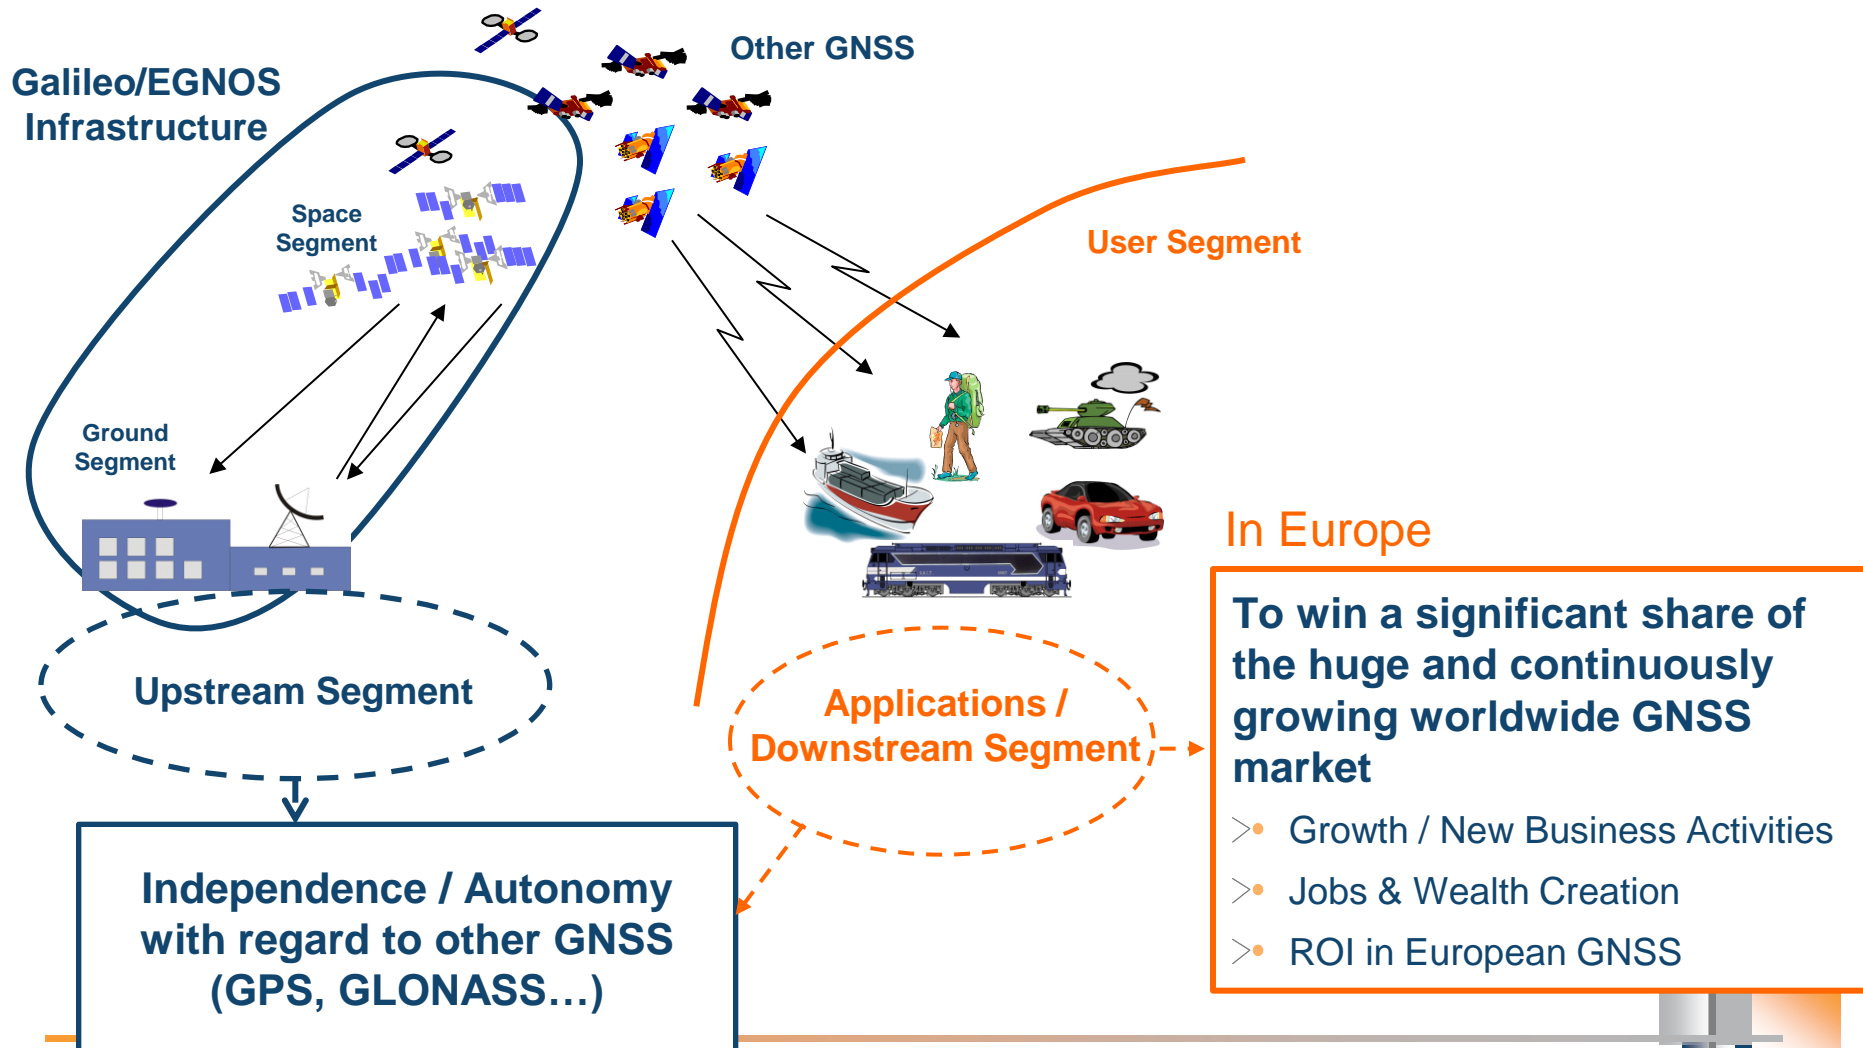 Other GNSS
Galileo/EGNOS
Infrastructure
Space
Segment
User Segment
Ground
Segment
In Europe
Upstream Segment
Applications /
Downstream Segment
To win a significant share of
the huge and continuously
growing worldwide GNSS
market
Growth / New Business Activities
Jobs & Wealth Creation
ROI in European GNSS
Independence / Autonomy
with regard to other GNSS
(GPS, GLONASS…)